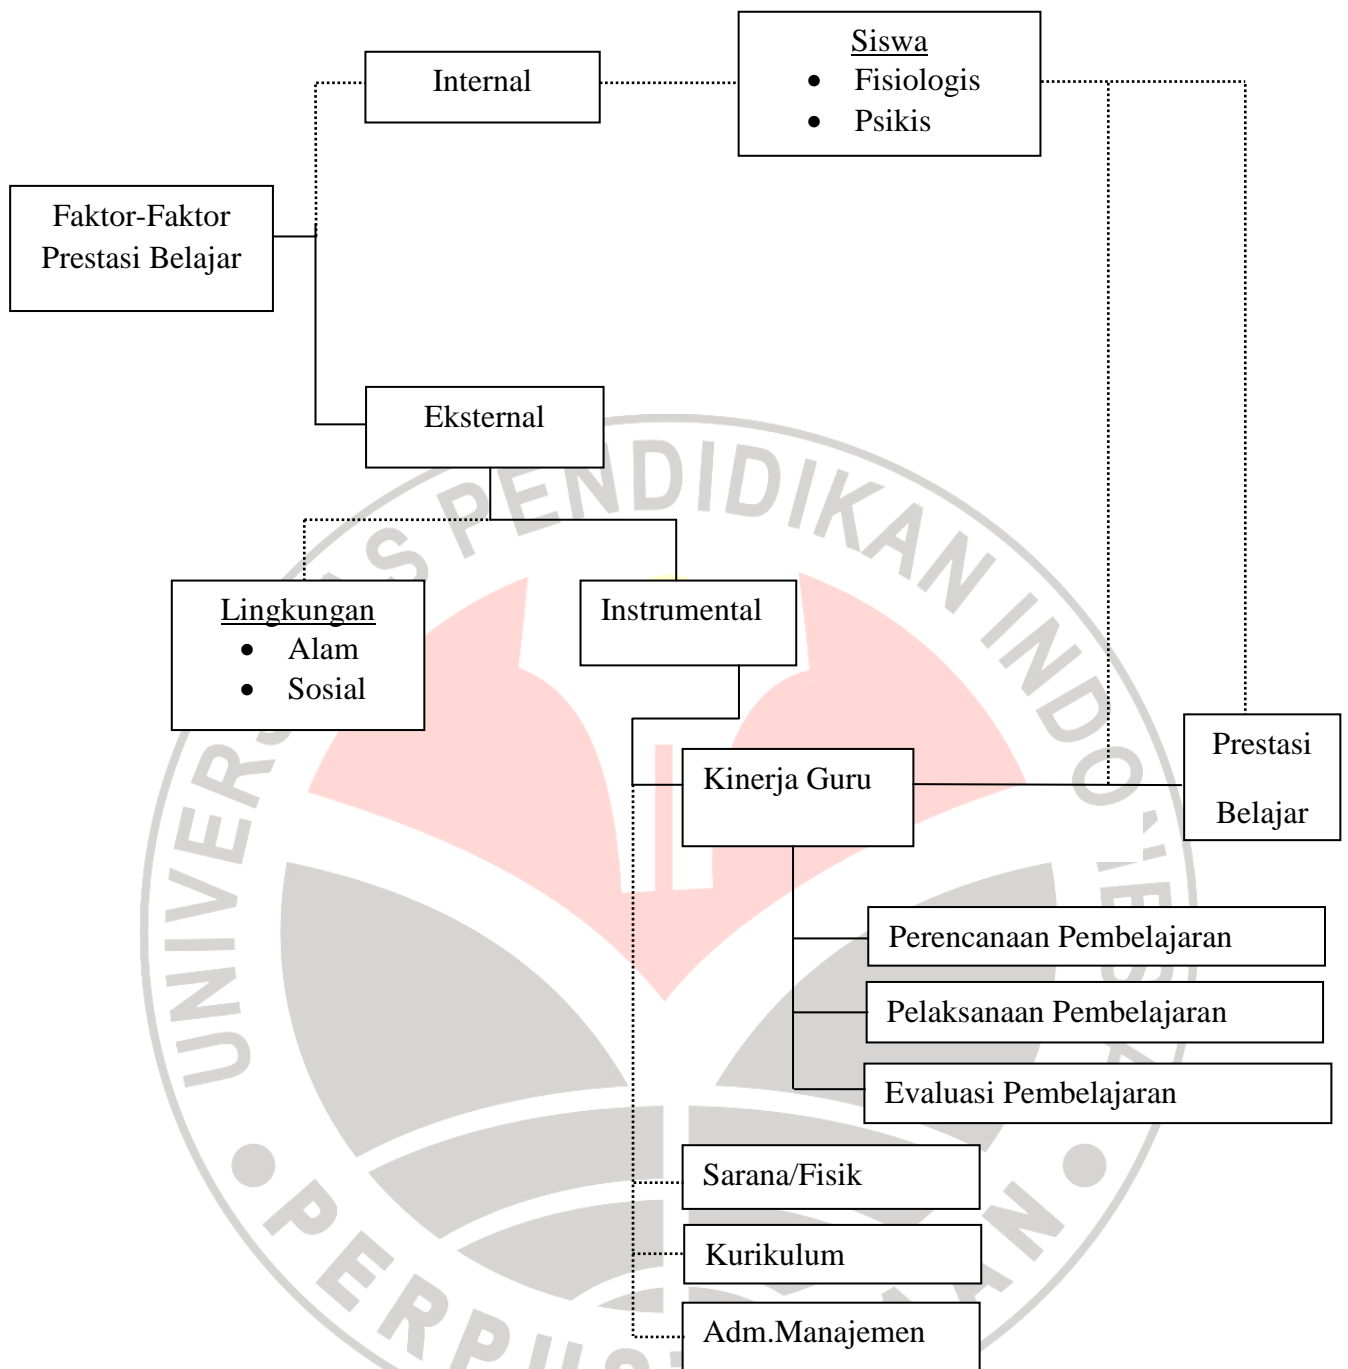 Siswa
• Fisiologis
• Psikis
Internal
Faktor-Faktor
Prestasi Belajar
Eksternal
Lingkungan
• Alam
• Sosial
Instrumental
Kinerja Guru
Prestasi
Belajar
Perencanaan Pembelajaran
Pelaksanaan Pembelajaran
Evaluasi Pembelajaran
Sarana/Fisik
Kurikulum
Adm.Manajemen
PENDIDIKAN